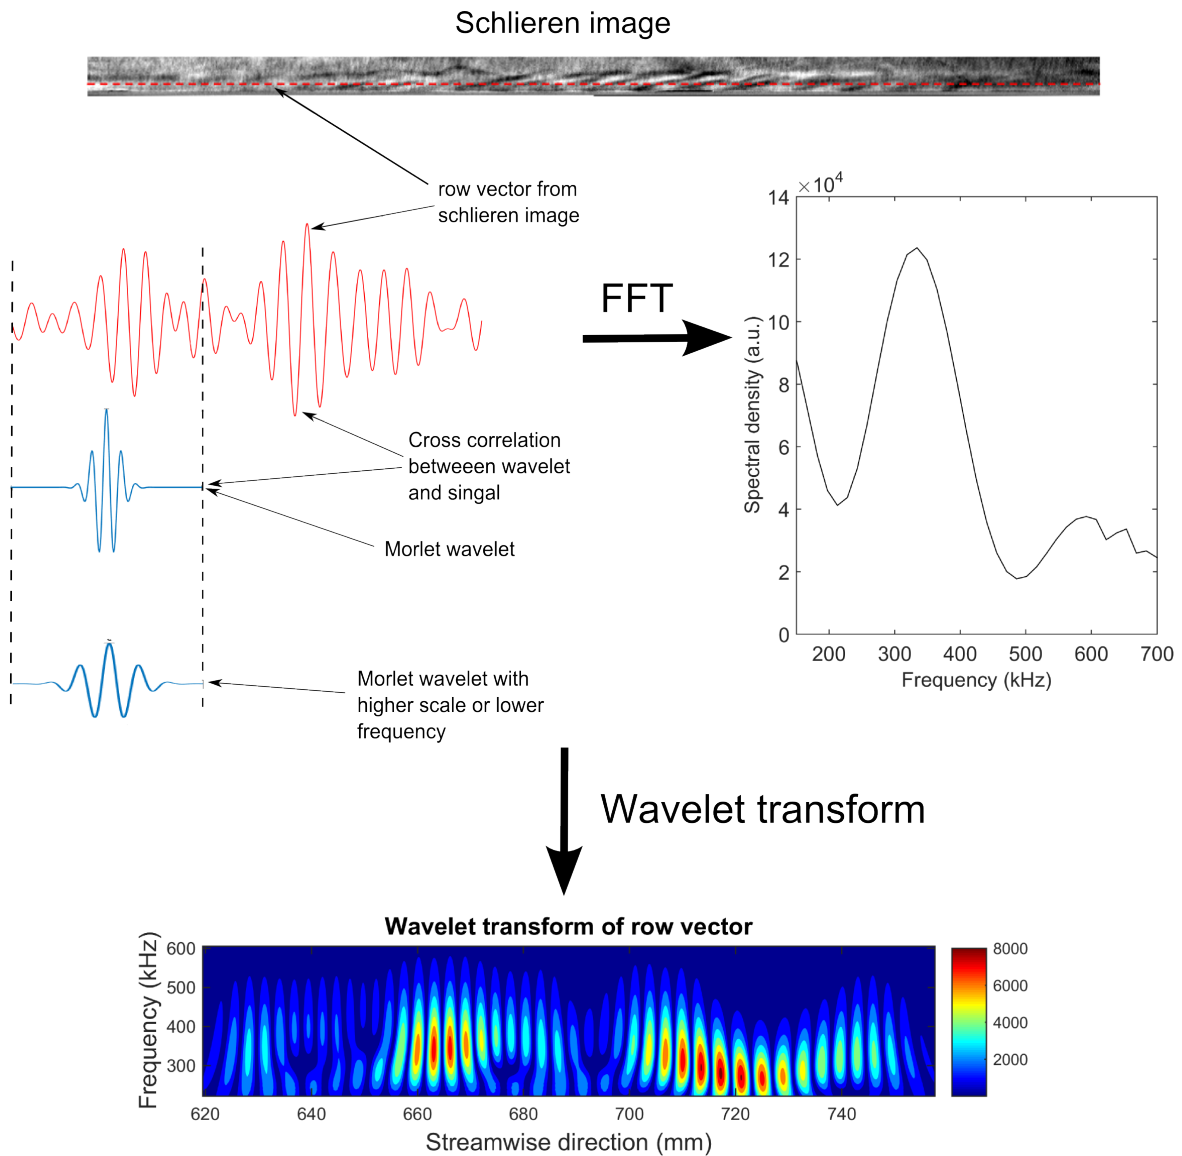 Schlieren image
row vector from
schlieren image
FFT
×10⁴
14
12
10
8
6
4
2
0
Spectral density (a.u.)
200 300 400 500 600 700
Frequency (kHz)
Cross correlation
betweeen wavelet
and singal
Morlet wavelet
Morlet wavelet with
higher scale or lower
frequency
Wavelet transform
Wavelet transform of row vector
Frequency (kHz)
600
500
400
300
620 640 660 680 700 720 740
Streamwise direction (mm)
8000
6000
4000
2000